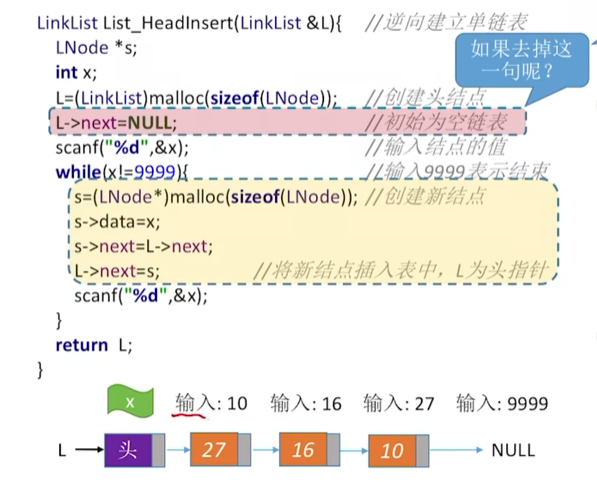 LinkList List_HeadInsert(LinkList &L){ //逆向建立单链表
LNode *s;
int x;
L=(LinkList)malloc(sizeof(LNode)); //创建头结点
L->next=NULL; //初始为空链表
scanf("%d",&x); //输入结点的值
while(x!=9999){ //输入9999表示结束
s=(LNode*)malloc(sizeof(LNode)); //创建新结点
s->data=x;
s->next=L->next;
L->next=s; //将新结点插入表中，L为头指针
scanf("%d",&x);
}
return L;
}
如果去掉这
一句呢？
x 输入: 10 输入: 16 输入: 27 输入: 9999
L 头 27 16 10 NULL